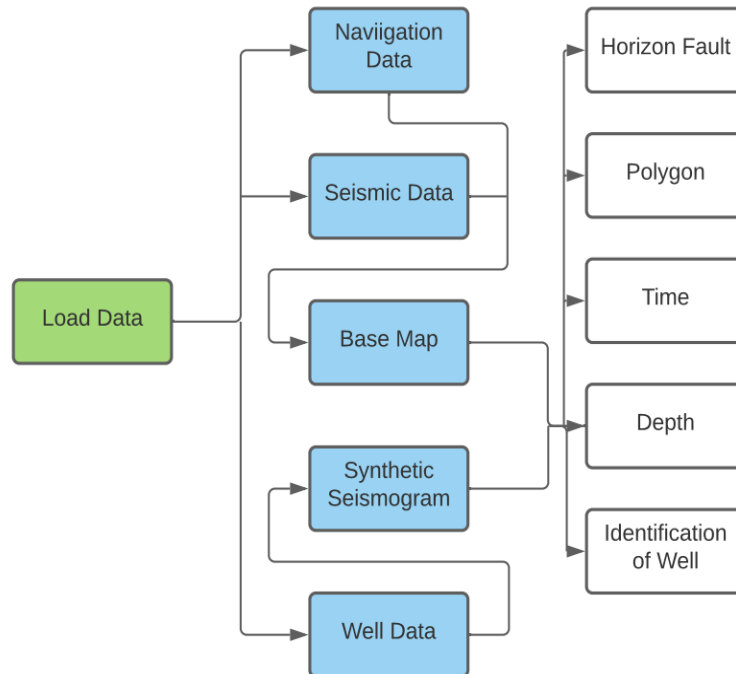 Load Data
Naviigation
Data
Seismic Data
Base Map
Synthetic
Seismogram
Well Data
Horizon Fault
Polygon
Time
Depth
Identification
of Well